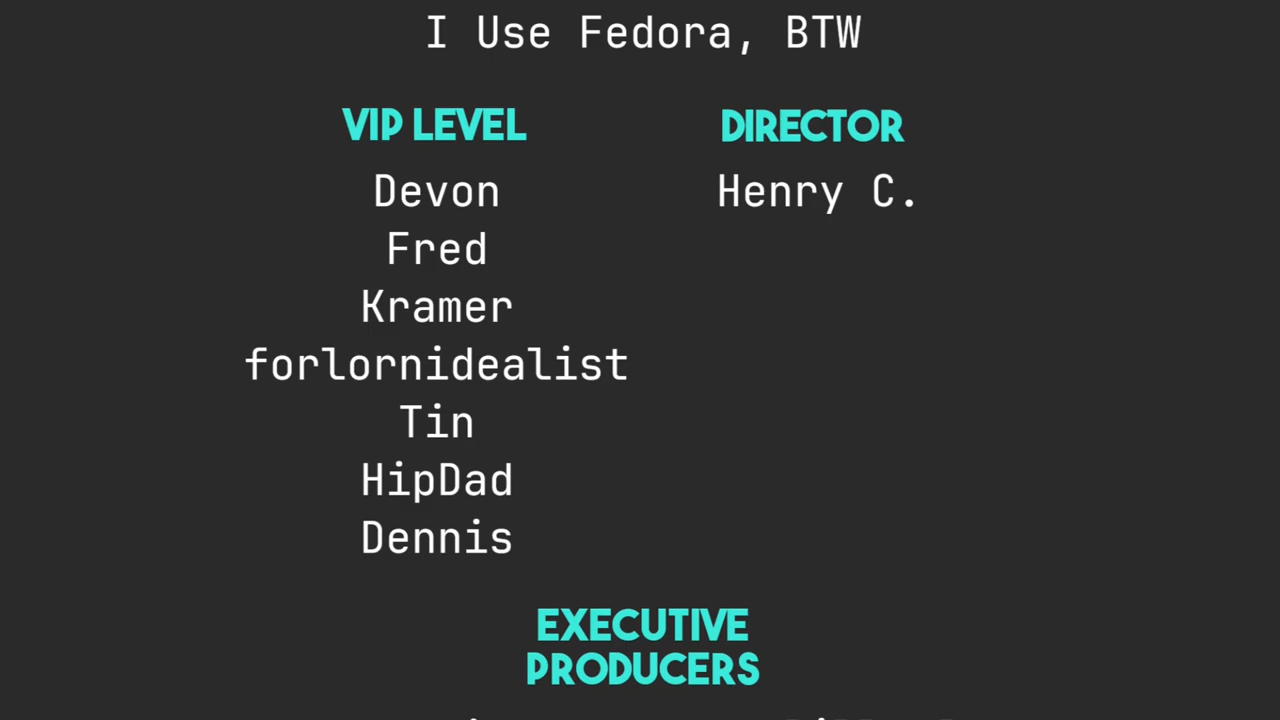 I Use Fedora, BTW
VIP LEVEL
Devon
Fred
Kramer
forlornidealist
Tin
HipDad
Dennis
DIRECTOR
Henry C.
EXECUTIVE
PRODUCERS